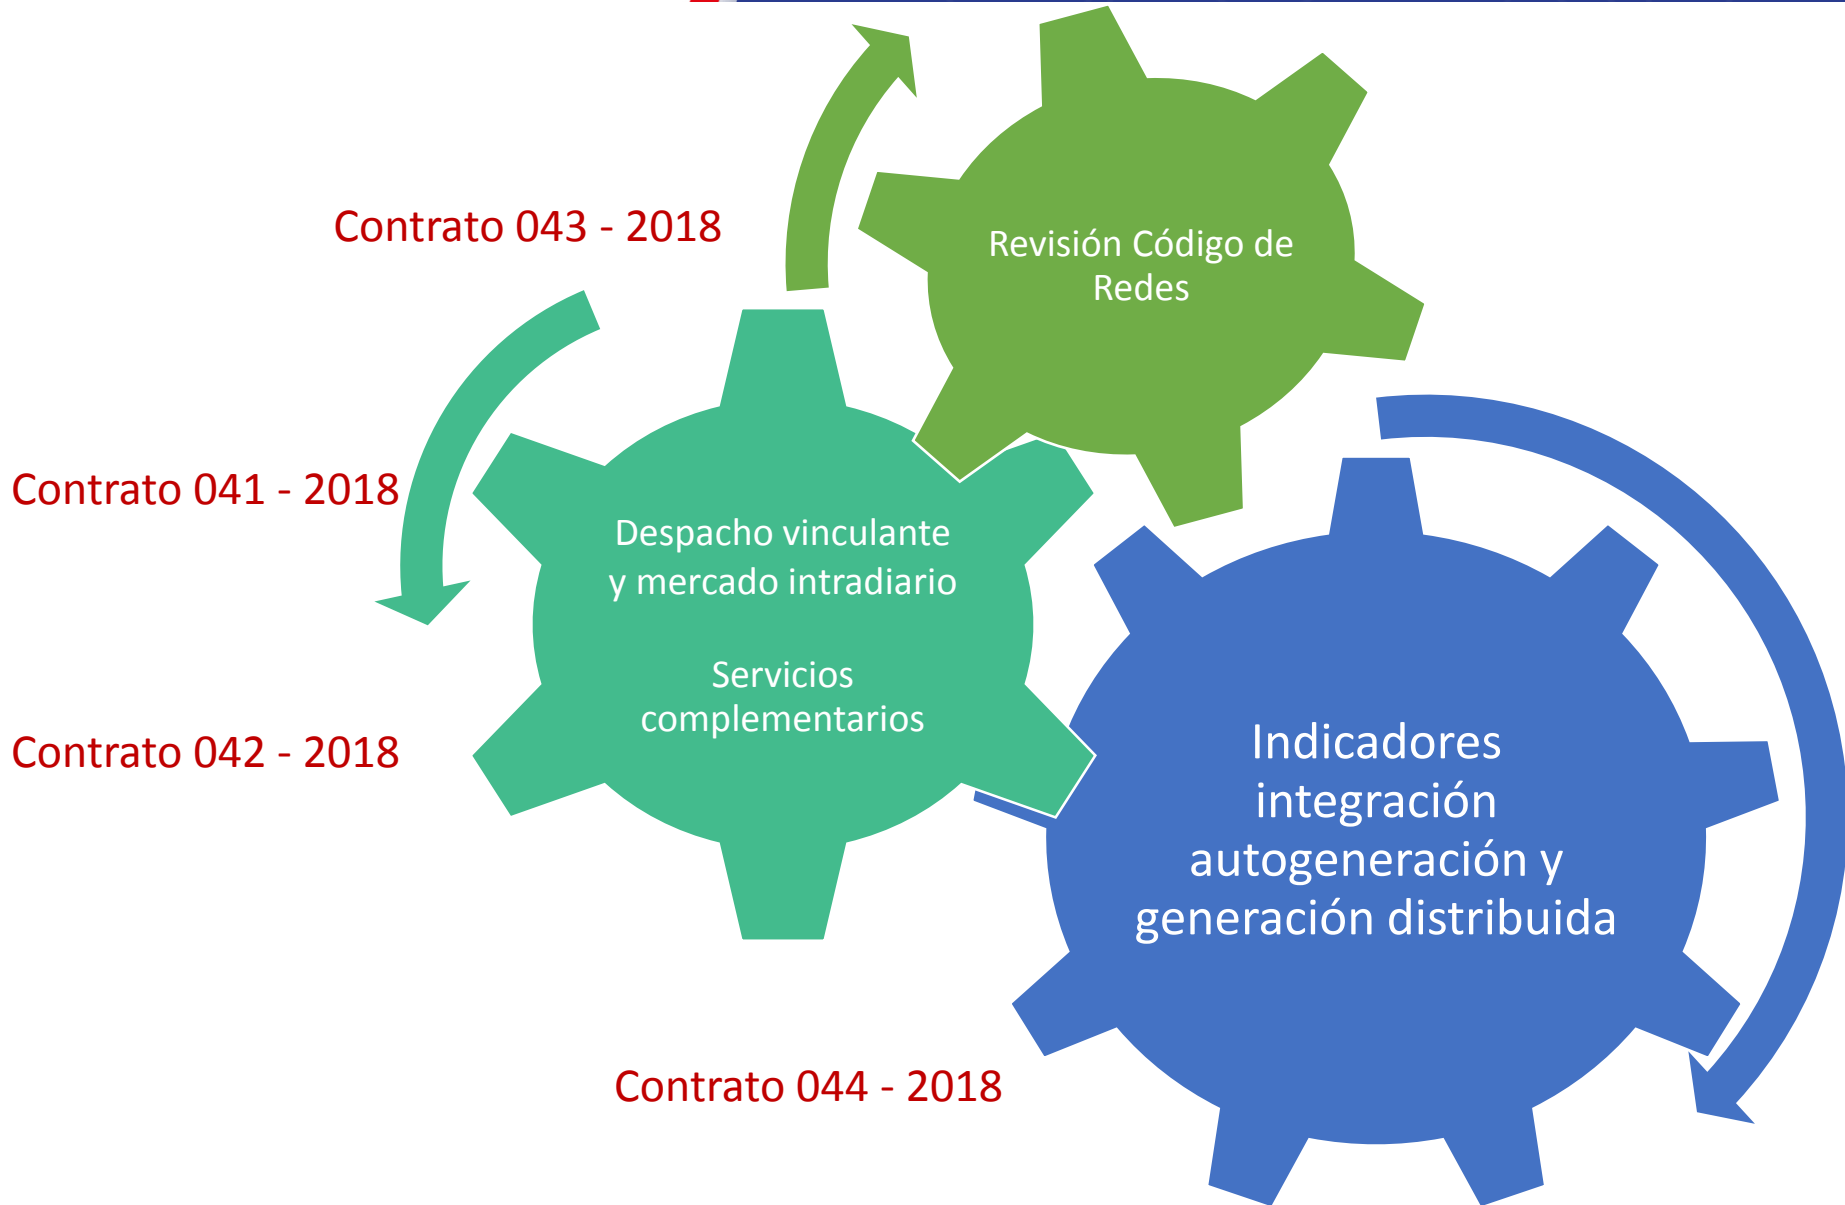 Contrato 043 - 2018
Revisión Código de
Redes
Contrato 041 - 2018
Despacho vinculante
y mercado intradiario
Servicios
complementarios
Contrato 042 - 2018
Indicadores
integración
autogeneración y
generación distribuida
Contrato 044 - 2018